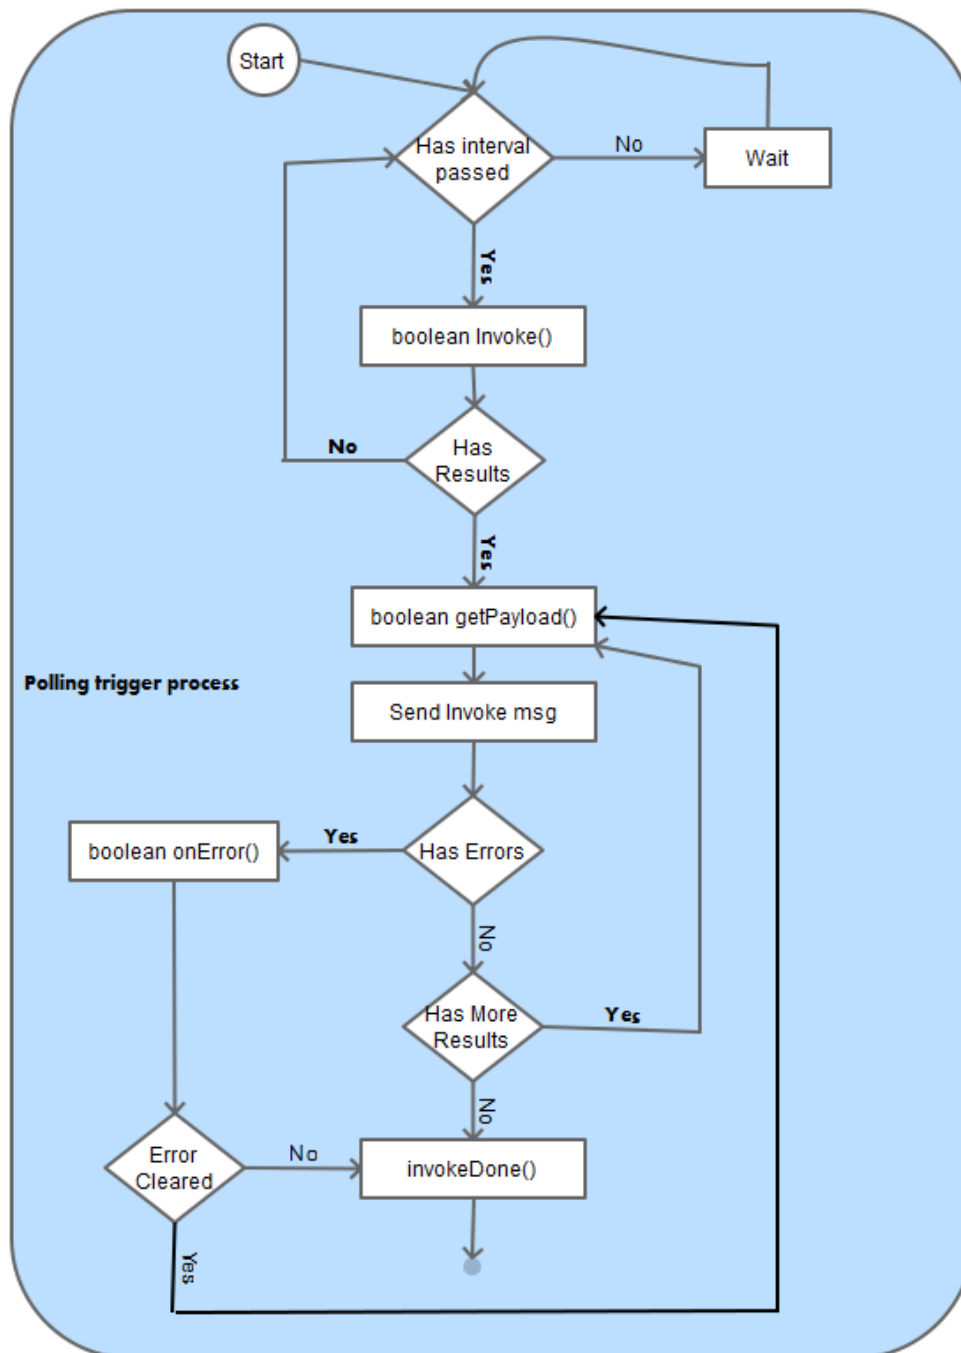 Start
Has interval
passed
No
Wait
Yes
boolean Invoke()
Has
Results
No
Yes
boolean getPayload()
Polling trigger process
Send Invoke msg
Has Errors
Yes
boolean onError()
No
Has More
Results
Yes
No
Error
Cleared
No
invokeDone()
Yes